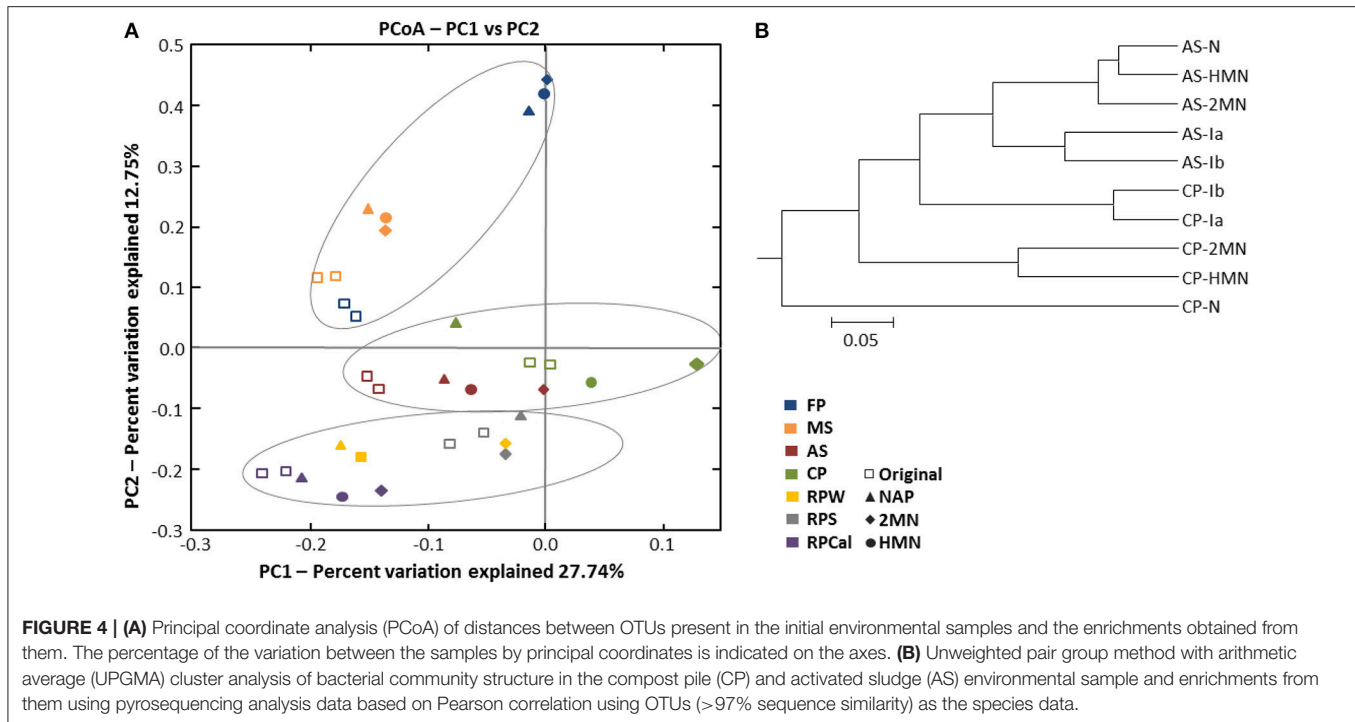 A
PCoA – PC1 vs PC2
PC2 – Percent variation explained 12.75%
0.5
0.4
0.3
0.2
0.1
0.0
-0.1
-0.2
-0.3
-0.3 -0.2 -0.1 0.0 0.1
PC1 – Percent variation explained 27.74%
B
AS-N
AS-HMN
AS-2MN
AS-Ia
AS-Ib
CP-Ib
CP-Ia
CP-2MN
CP-HMN
CP-N
0.05
FP
MS
AS
CP
RPW
RPS
RPCal
Original
NAP
2MN
HMN
FIGURE 4 | (A) Principal coordinate analysis (PCoA) of distances between OTUs present in the initial environmental samples and the enrichments obtained from
them. The percentage of the variation between the samples by principal coordinates is indicated on the axes. (B) Unweighted pair group method with arithmetic
average (UPGMA) cluster analysis of bacterial community structure in the compost pile (CP) and activated sludge (AS) environmental sample and enrichments from
them using pyrosequencing analysis data based on Pearson correlation using OTUs (>97% sequence similarity) as the species data.